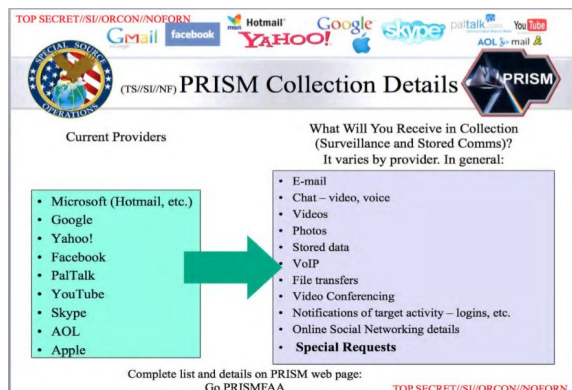 TOP SECRET//SI//ORCON//NOFORN
Gmail facebook msn Hotmail® Google YAHOO! skype paltalk.com You Tube
AOL mail
SPECIAL SOURCE OPERATIONS
(TS//SI//NF) PRISM Collection Details
PRISM
Current Providers
What Will You Receive in Collection
(Surveillance and Stored Comms)?
It varies by provider. In general:
• Microsoft (Hotmail, etc.)
• Google
• Yahoo!
• Facebook
• PalTalk
• YouTube
• Skype
• AOL
• Apple
• E-mail
• Chat – video, voice
• Videos
• Photos
• Stored data
• VoIP
• File transfers
• Video Conferencing
• Notifications of target activity – logins, etc.
• Online Social Networking details
• Special Requests
Complete list and details on PRISM web page:
Go PRISMFAA
TOP SECRET//SI//ORCON//NOFORN